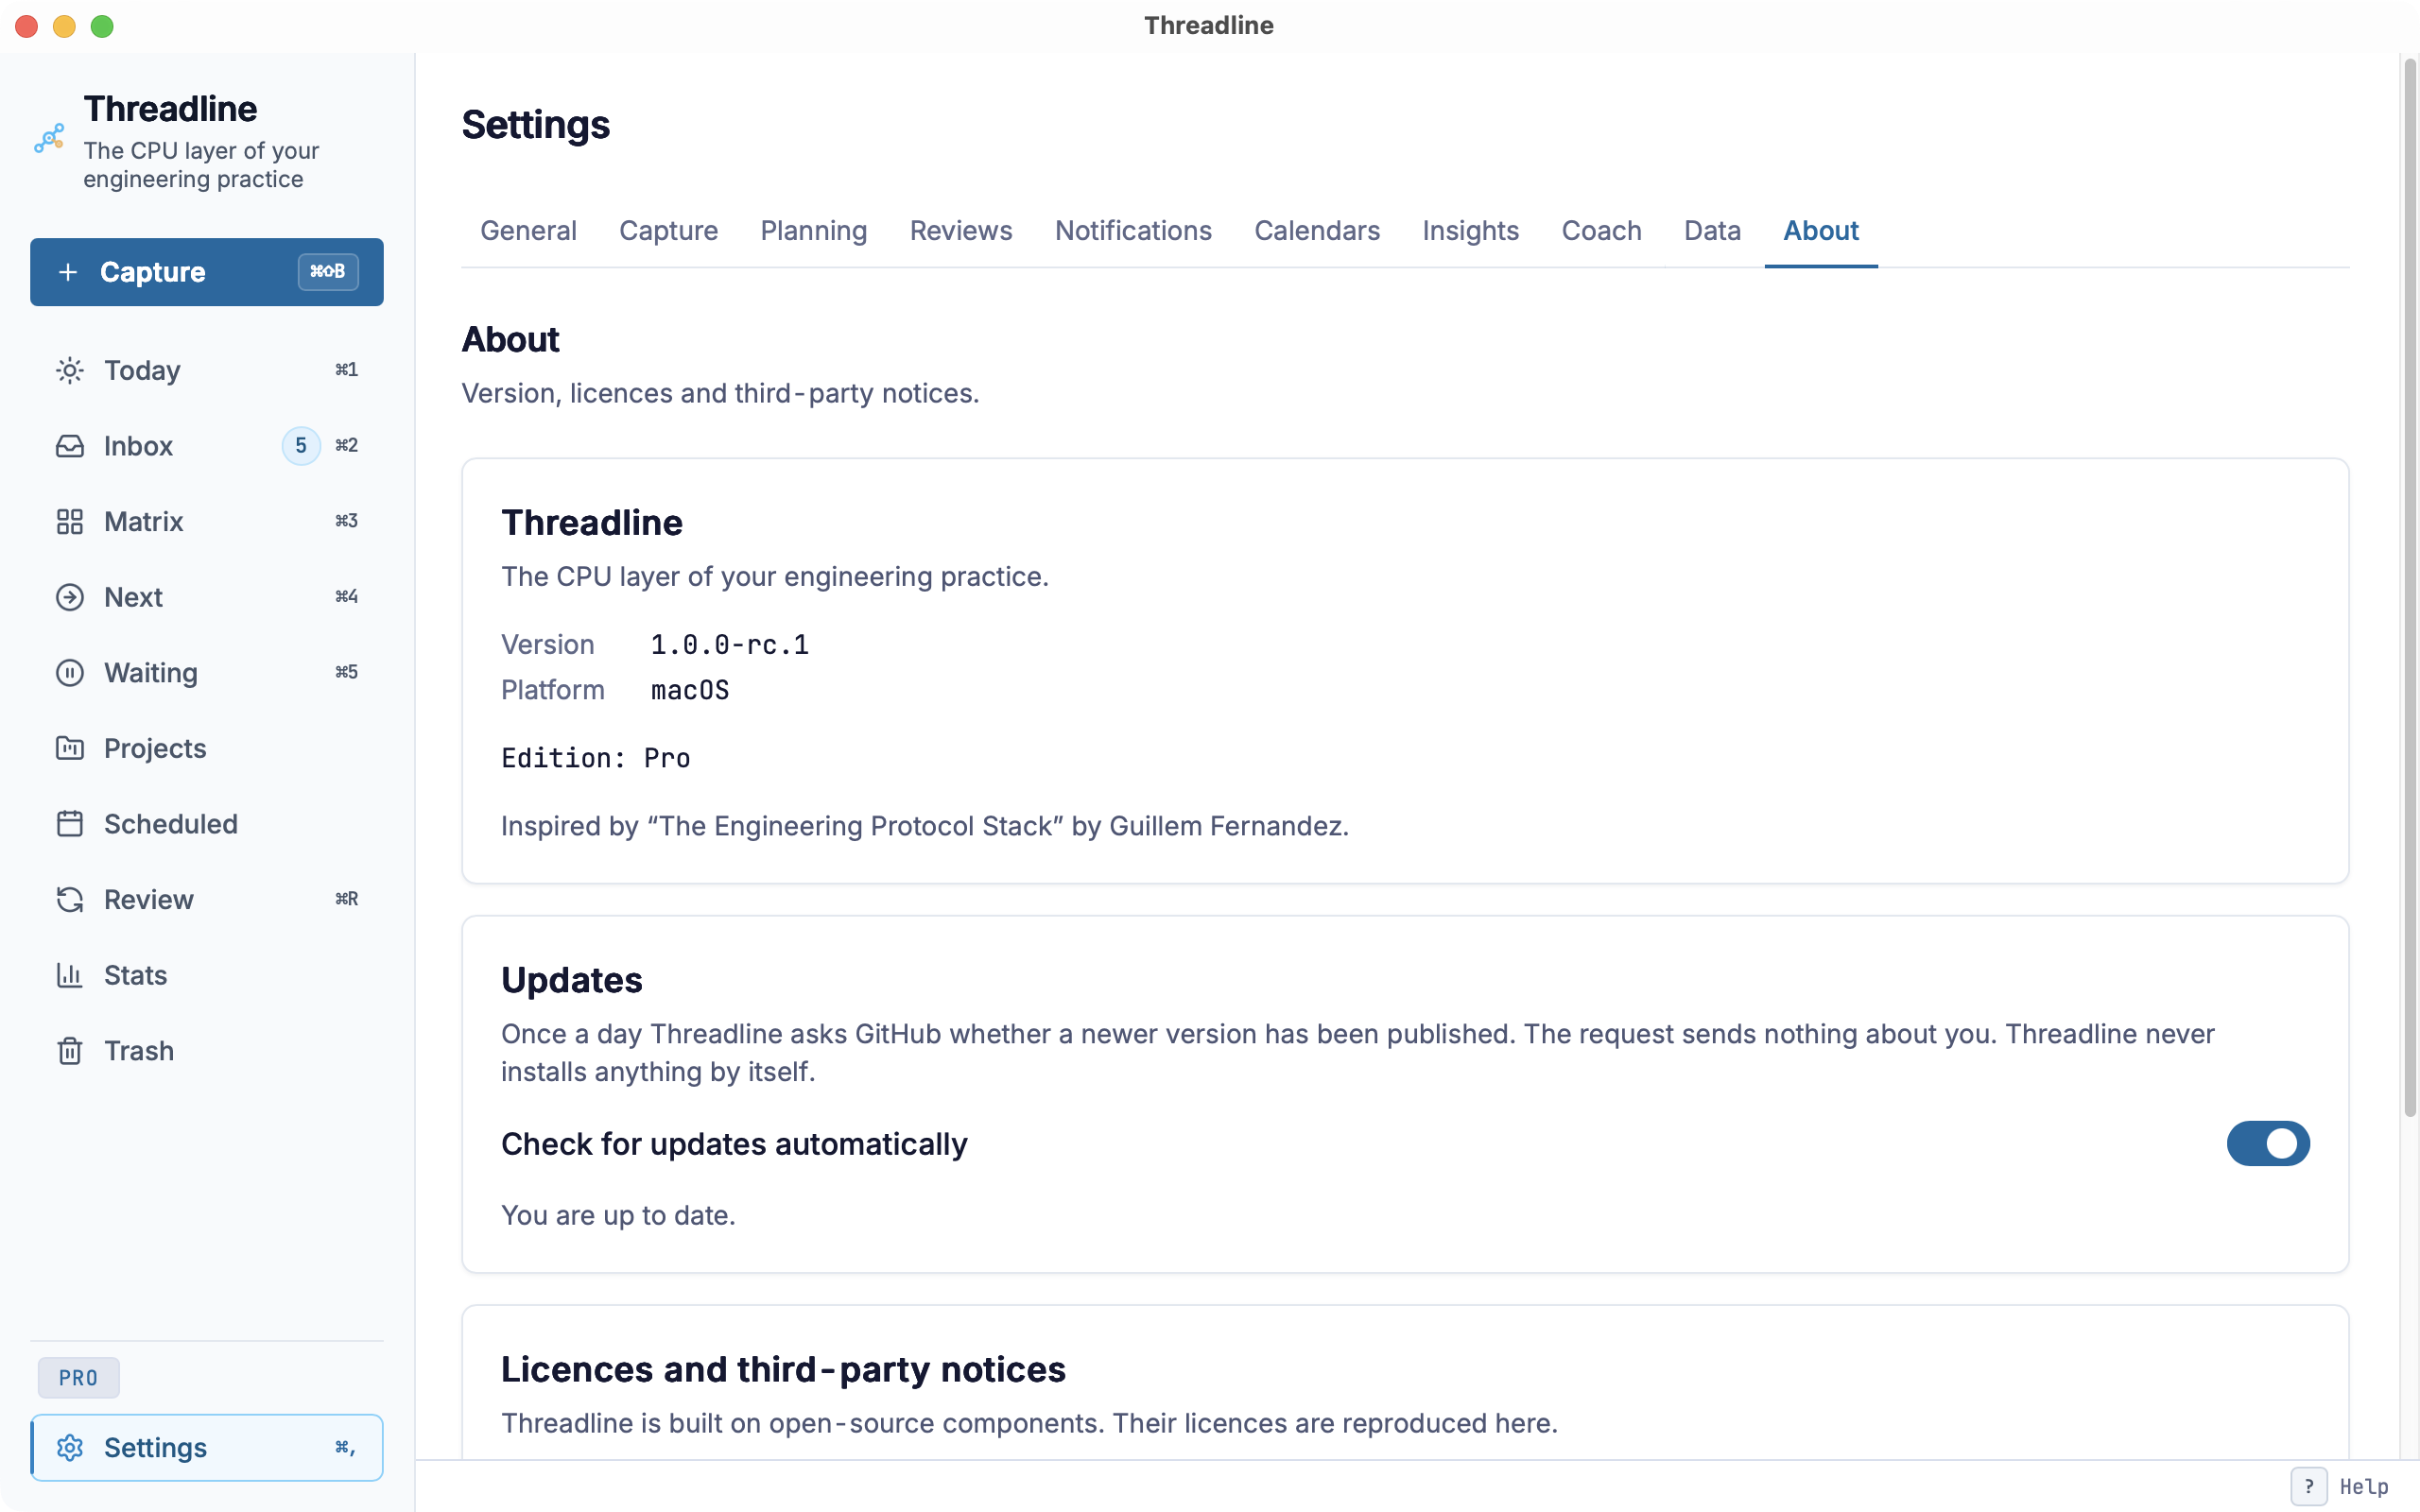 Threadline
Threadline
The CPU layer of your
engineering practice
+ Capture ⌘⇧B
Today ⌘1
Inbox 5 ⌘2
Matrix ⌘3
Next ⌘4
Waiting ⌘5
Projects
Scheduled
Review ⌘R
Stats
Trash
PRO
Settings ⌘,
Settings
General Capture Planning Reviews Notifications Calendars Insights Coach Data About
About
Version, licences and third-party notices.
Threadline
The CPU layer of your engineering practice.
Version 1.0.0-rc.1
Platform macOS
Edition: Pro
Inspired by “The Engineering Protocol Stack” by Guillem Fernandez.
Updates
Once a day Threadline asks GitHub whether a newer version has been published. The request sends nothing about you. Threadline never
installs anything by itself.
Check for updates automatically
You are up to date.
Licences and third-party notices
Threadline is built on open-source components. Their licences are reproduced here.
? Help